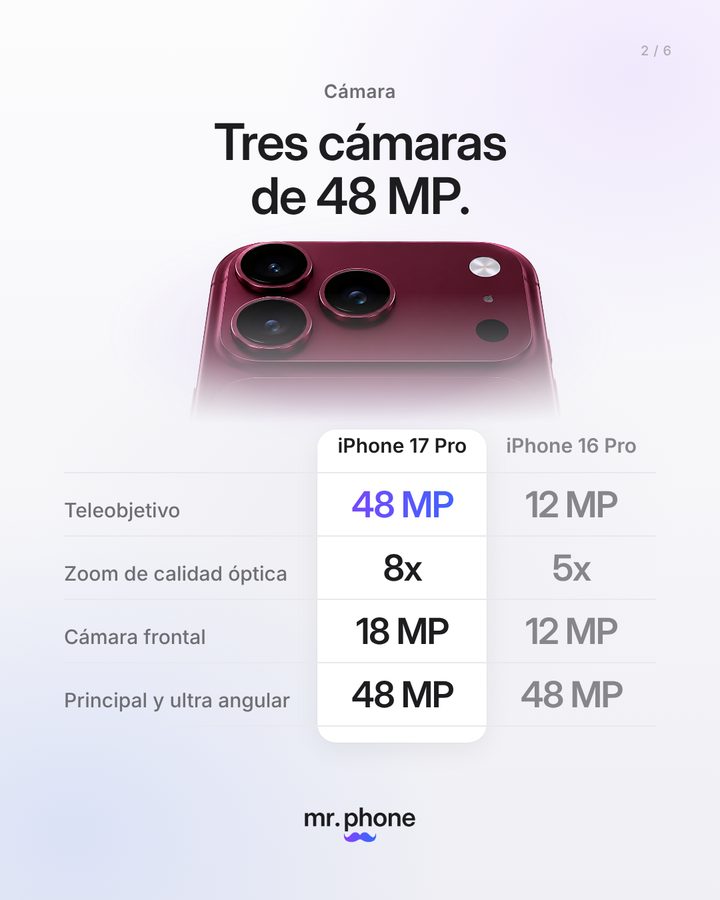 2 / 6
Cámara
Tres cámaras
de 48 MP.
iPhone 17 Pro iPhone 16 Pro
Teleobjetivo 48 MP 12 MP
Zoom de calidad óptica 8x 5x
Cámara frontal 18 MP 12 MP
Principal y ultra angular 48 MP 48 MP
mr. phone